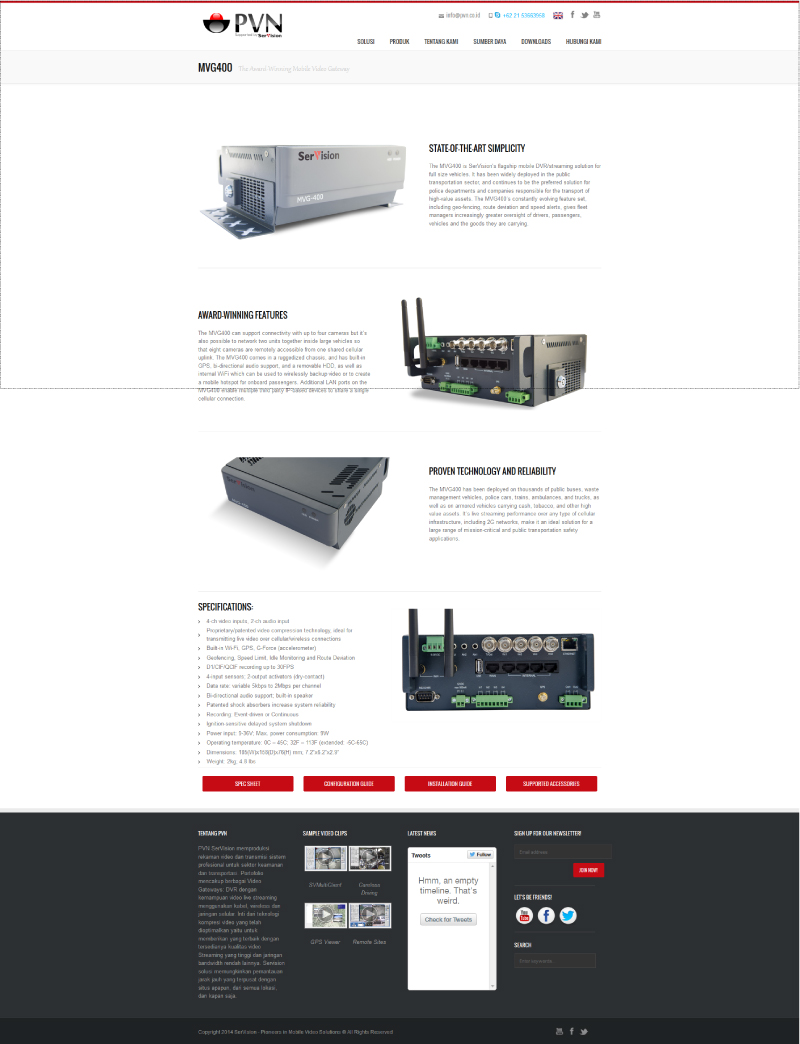 PVN
Supported by SerVision
info@pvn.co.id
+62 21 53663958
SOLUSI
PRODUK
TENTANG KAMI
SUMBER DAYA
DOWNLOADS
HUBUNGI KAMI
MVG400
The Award Winning Mobile Video Gateway
SerVision
MVG-400
STATE-OF-THE-ART SIMPLICITY
The MVG400 is SerVision's flagship mobile DVR/streaming solution for
full size vehicles. It has been widely deployed in the public
transportation sector, and continues to be the preferred solution for
police departments and companies responsible for the transport of
high-value assets. The MVG400's constantly evolving feature set,
including geo-fencing, route deviation and speed alerts, gives fleet
managers increasingly greater oversight of drivers, passengers,
vehicles and the goods they are carrying.
AWARD-WINNING FEATURES
The MVG400 can support connectivity with up to four cameras but it's
also possible to network two units together inside large vehicles so
that eight cameras are remotely accessible from one shared cellular
uplink. The MVG400 comes in a ruggedized chassis, and has built-in
GPS, bi-directional audio support, and a removable HDD, as well as
internal WiFi which can be used to wirelessly backup video or to create
a mobile hotspot for onboard passengers. Additional LAN ports on the
MVG400 enable multiple third party IP-based devices to share a single
cellular connection.
SerVision
PROVEN TECHNOLOGY AND RELIABILITY
The MVG400 has been deployed on thousands of public buses, waste
management vehicles, police cars, trains, ambulances, and trucks, as
well as on armored vehicles carrying cash, tobacco, and other high
value assets. It's live streaming performance over any type of cellular
infrastructure, including 2G networks, make it an ideal solution for a
large range of mission-critical and public transportation safety
applications.
SPECIFICATIONS:
4-ch video inputs, 2-ch audio input
Proprietary/patented video compression technology, ideal for
transmitting live video over cellular/wireless connections
Built-in Wi-Fi, GPS, G-Force (accelerometer)
Geofencing, Speed Limit, Idle Monitoring and Route Deviation
D1/CIF/QCIF recording up to 30FPS
4-input sensors; 2-output activators (dry-contact)
Data rate: variable 5kbps to 2Mbps per channel
Bi-directional audio support; built-in speaker
Patented shock absorbers increase system reliability
Recording: Event-driven or Continuous
Ignition-sensitive delayed system shutdown
Power input: 9-36V; Max. power consumption: 9W
Operating temperature: 0C – 45C; 32F – 113F (extended: -5C-65C)
Dimensions: 185(W)x158(D)x76(H) mm; 7.2"x6.2"x2.9"
Weight: 2kg; 4.8 lbs
SPEC SHEET
CONFIGURATION GUIDE
INSTALLATION GUIDE
SUPPORTED ACCESSORIES
TENTANG PVN
PVN SerVision memproduksi
rekaman video dan transmisi sistem
profesional untuk sektor keamanan
dan transportasi. Portofolio
mencakup berbagai Video
Gateways: DVR dengan
kemampuan video live streaming
menggunakan kabel, wireless dan
jaringan selular. Inti dari teknologi
kompresi video yang telah
dioptimalkan yaitu untuk
memberikan yang terbaik dengan
tersedianya kualitas video
Streaming yang tinggi dan jaringan
bandwidth rendah lainnya. Servision
solusi memungkinkan pemantauan
jarak jauh yang terpusat dengan
situs apapun, dari semua lokasi,
dan kapan saja.
SAMPLE VIDEO CLIPS
SVMultiClient
Careless
Driving
GPS Viewer
Remote Sites
LATEST NEWS
Tweets
Follow
Hmm, an empty
timeline. That's
weird.
Check for Tweets
SIGN UP FOR OUR NEWSLETTER!
Email address
JOIN NOW!
LET'S BE FRIENDS!
You Tube
SEARCH
Enter keywords
Copyright 2014 SerVision - Pioneers in Mobile Video Solutions © All Rights Reserved